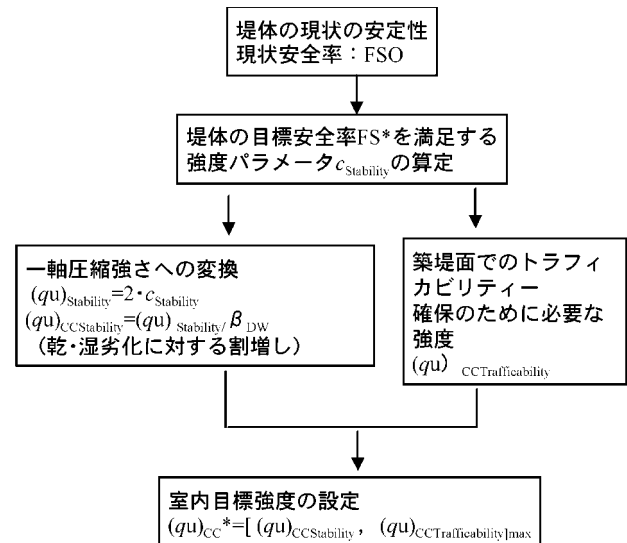 堤体の現状の安定性
現状安全率：FSO
堤体の目標安全率FS*を満足する
強度パラメータcStabilityの算定
一軸圧縮強さへの変換
(qu)Stability=2・cStability
(qu)CCStability=(qu) Stability/βDW
（乾・湿劣化に対する割増し）
築堤面でのトラフィ
カビリティー
確保のために必要な
強度
(qu) CCTrafficability
室内目標強度の設定
(qu)CC*=[ (qu)CCStability， (qu)CCTrafficability]max